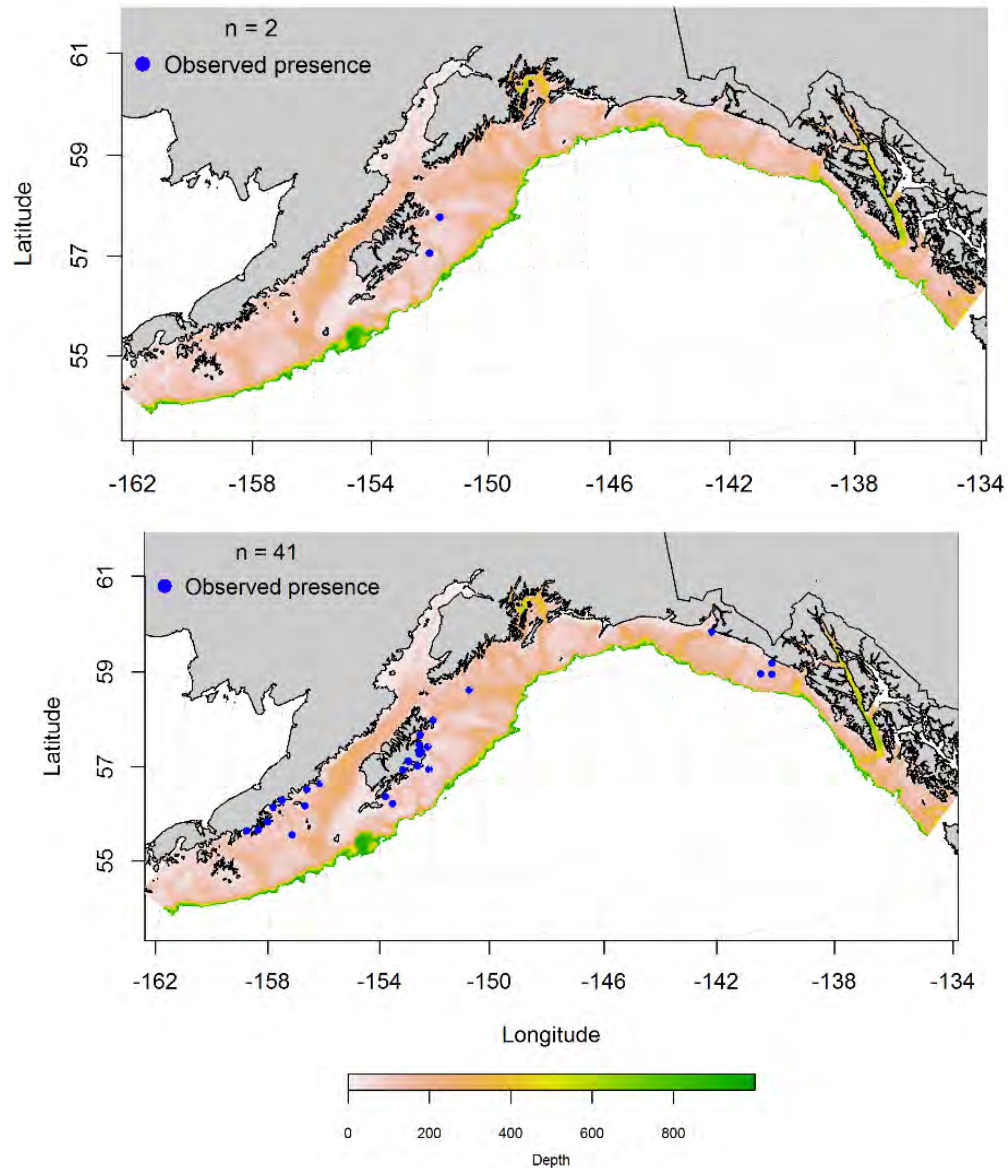 n = 2
Observed presence
61
59
57
55
Latitude
-162 -158 -154 -150 -146 -142 -138 -134
n = 41
Observed presence
61
59
57
55
Latitude
-162 -158 -154 -150 -146 -142 -138 -134
Longitude
0 200 400 600 800
Depth